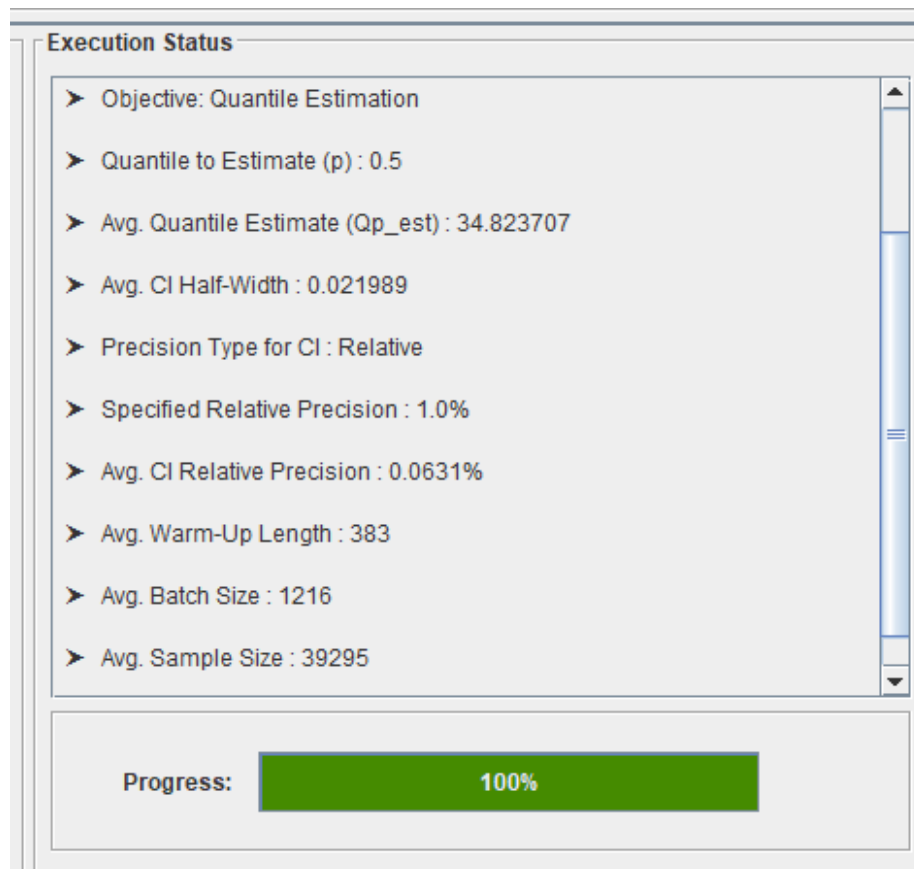 Execution Status
➤ Objective: Quantile Estimation
➤ Quantile to Estimate (p) : 0.5
➤ Avg. Quantile Estimate (Qp_est) : 34.823707
➤ Avg. CI Half-Width : 0.021989
➤ Precision Type for CI : Relative
➤ Specified Relative Precision : 1.0%
➤ Avg. CI Relative Precision : 0.0631%
➤ Avg. Warm-Up Length : 383
➤ Avg. Batch Size : 1216
➤ Avg. Sample Size : 39295
Progress: 100%